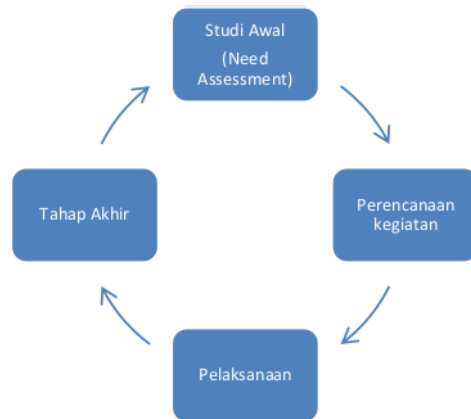 Studi Awal
(Need
Assessment)
Perencanaan
kegiatan
Pelaksanaan
Tahap Akhir